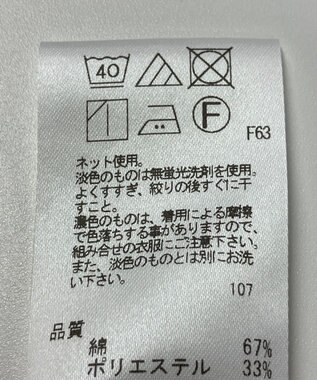 40
F
F63
ネット使用。
淡色のものは無蛍光洗剤を使用。
よくすすぎ、絞りの後すぐに干
すこと。
濃色のものは、着用による摩擦
で色落ちする事がありますので、
組み合せの衣服にご注意下さい。
また、淡色のものとは別にお洗
い下さい。
107
品質
綿 67%
ポリエステル 33%